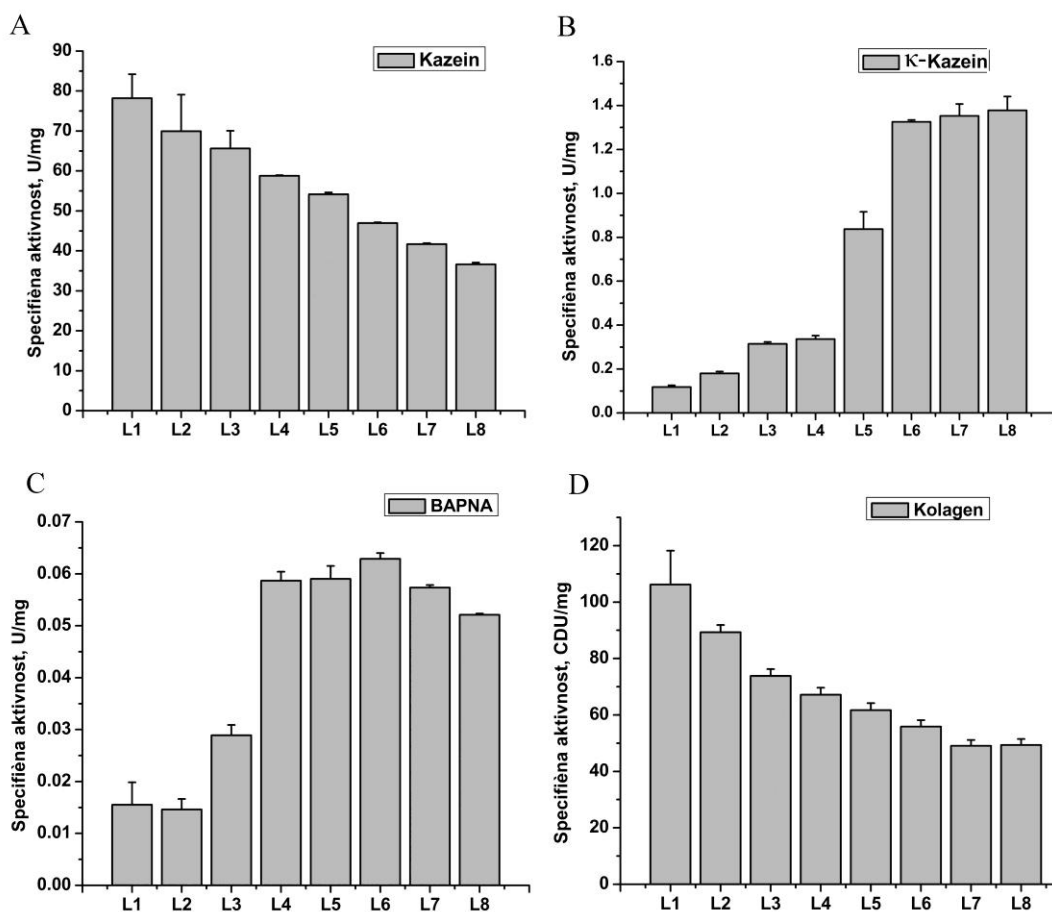 A
Kazein
Specifièna aktivnost, U/mg
90
80
70
60
50
40
30
20
10
0
L1 L2 L3 L4 L5 L6 L7 L8
B
κ-Kazein
Specifièna aktivnost, U/mg
1.6
1.4
1.2
1.0
0.8
0.6
0.4
0.2
0.0
L1 L2 L3 L4 L5 L6 L7 L8
C
BAPNA
Specifièna aktivnost, U/mg
0.07
0.06
0.05
0.04
0.03
0.02
0.01
0.00
L1 L2 L3 L4 L5 L6 L7 L8
D
Kolagen
Specifièna aktivnost, CDU/mg
120
100
80
60
40
20
0
L1 L2 L3 L4 L5 L6 L7 L8